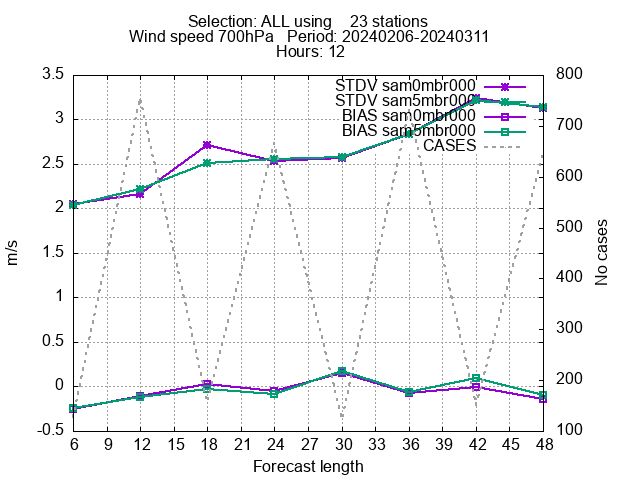 Selection: ALL using 23 stations
Wind speed 700hPa Period: 20240206-20240311
Hours: 12
STDV sam0mbr000
STDV sam5mbr000
BIAS sam0mbr000
BIAS sam5mbr000
CASES
m/s
3.5
3
2.5
2
1.5
1
0.5
0
-0.5
No cases
800
700
600
500
400
300
200
100
6 9 12 15 18 21 24 27 30 33 36 39 42 45 48
Forecast length